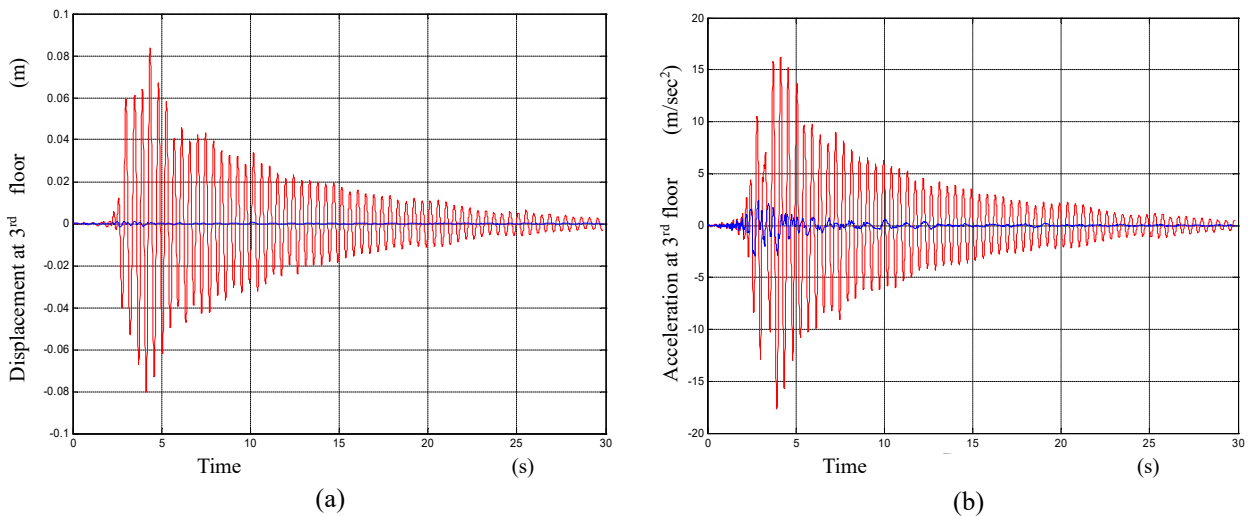 Displacement at 3rd floor (m)
0.1
0.08
0.06
0.04
0.02
0
-0.02
-0.04
-0.06
-0.08
-0.1
0 5 10 15 20 25 30
Time (s)
(a)
Acceleration at 3rd floor (m/sec2)
20
15
10
5
0
-5
-10
-15
-20
0 5 10 15 20 25 30
Time (s)
(b)